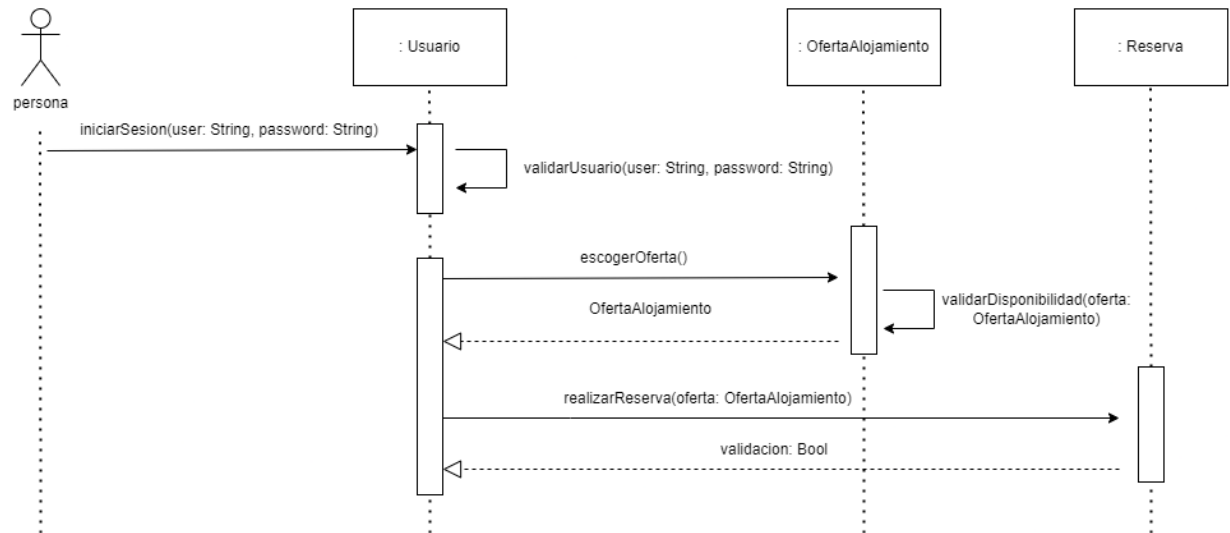 : Usuario
: OfertaAlojamiento
: Reserva
persona
iniciarSesion(user: String, password: String)
validarUsuario(user: String, password: String)
escogerOferta()
validarDisponibilidad(oferta:
OfertaAlojamiento)
OfertaAlojamiento
realizarReserva(oferta: OfertaAlojamiento)
validacion: Bool